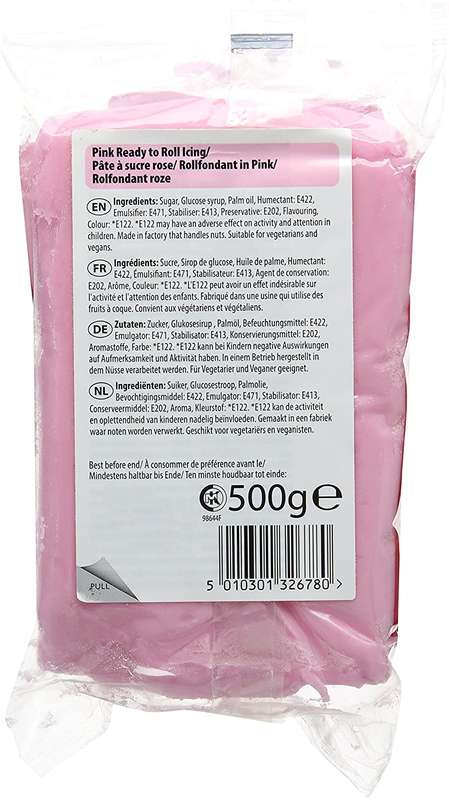 Pink Ready to Roll Icing/
Pâte à sucre rose/ Rollfondant in Pink/
Rolfondant roze
EN Ingredients: Sugar, Glucose syrup, Palm oil, Humectant: E422,
Emulsifier: E471, Stabiliser: E413, Preservative: E202, Flavouring,
Colour: *E122. *E122 may have an adverse effect on activity and attention in
children. Made in factory that handles nuts. Suitable for vegetarians and
vegans.
FR Ingrédients: Sucre, Sirop de glucose, Huile de palme, Humectant:
E422, Émulsifiant: E471, Stabilisateur: E413, Agent de conservation:
E202, Arôme, Couleur: *E122. *L'E122 peut avoir un effet indésirable sur
l'activité et l'attention des enfants. Fabriqué dans une usine qui utilise des
fruits à coque. Convient aux végétariens et végétaliens.
DE Zutaten: Zucker, Glukosesirup , Palmöl, Befeuchtungsmittel: E422,
Emulgator: E471, Stabilisator: E413, Konservierungsmittel: E202,
Aromastoffe, Farbe: *E122. *E122 kann bei Kindern negative Auswirkungen
auf Aufmerksamkeit und Aktivität haben. In einem Betrieb hergestellt in
dem Nüsse verarbeitet werden. Für Vegetarier und Veganer geeignet.
NL Ingrediënten: Suiker, Glucosestroop, Palmolie,
Bevochtigingsmiddel: E422, Emulgator: E471, Stabilisator: E413,
Conserveermiddel: E202, Aroma, Kleurstof: *E122. *E122 kan de activiteit
en oplettendheid van kinderen nadelig beïnvloeden. Gemaakt in een fabriek
waar noten worden verwerkt. Geschikt voor vegetariërs en veganisten.
Best before end/ À consommer de préférence avant le/
Mindestens haltbar bis Ende/ Ten minste houdbaar tot einde:
500g e
98644F
5 010301 326780 >
PULL